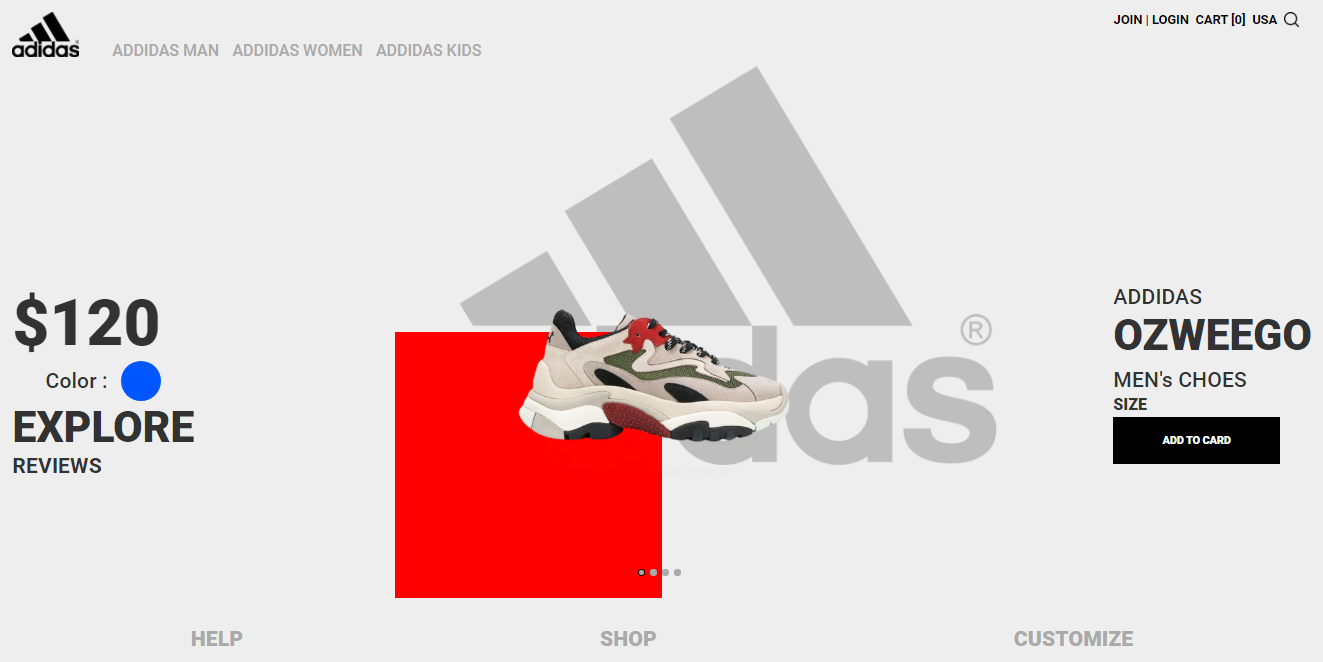 adidas
ADDIDAS MAN ADDIDAS WOMEN ADDIDAS KIDS
JOIN | LOGIN CART [0] USA
das ®
$120
Color :
EXPLORE
REVIEWS
ADDIDAS
OZWEEGO
MEN's CHOES
SIZE
ADD TO CARD
HELP SHOP CUSTOMIZE